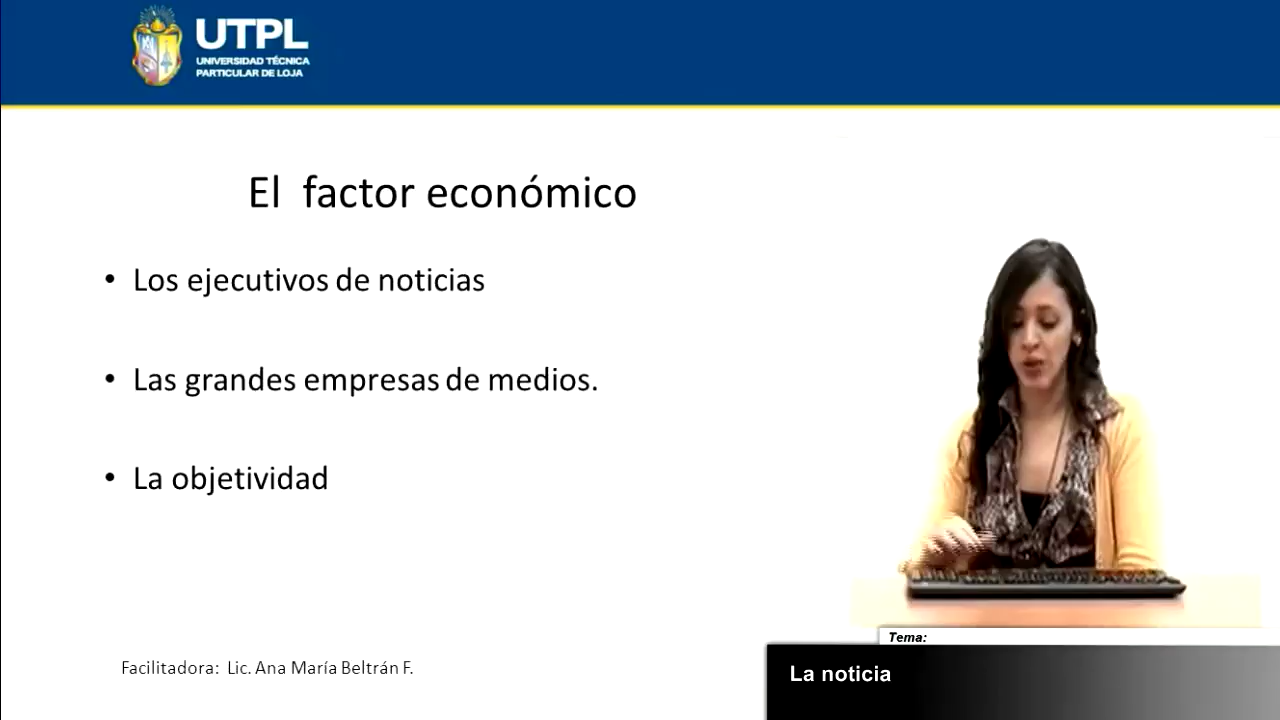 UTPL
UNIVERSIDAD TÉCNICA
PARTICULAR DE LOJA
El factor económico
• Los ejecutivos de noticias
• Las grandes empresas de medios.
• La objetividad
Facilitadora: Lic. Ana María Beltrán F.
Tema:
La noticia